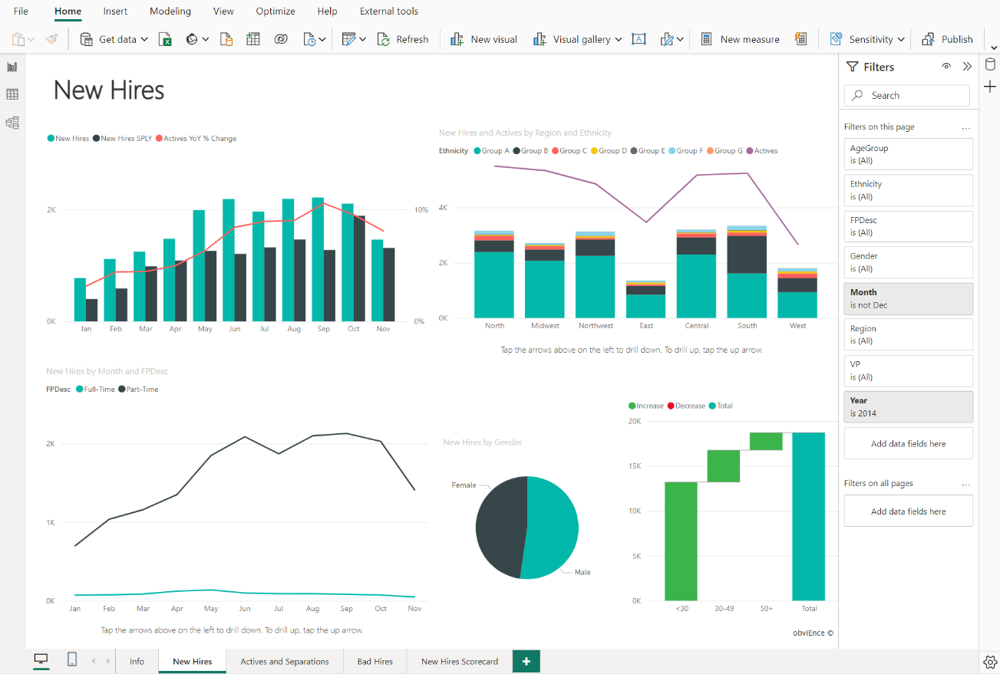 File Home Insert Modeling View Optimize Help External tools
Get data Refresh New visual Visual gallery A New measure Sensitivity Publish
New Hires
New Hires New Hires SPLY Actives YoY % Change
2K
0K
10%
0%
Jan Feb Mar Apr May Jun Jul Aug Sep Oct Nov
New Hires and Actives by Region and Ethnicity
Ethnicity Group A Group B Group C Group D Group E Group F Group G Actives
4K
2K
0K
North Midwest Northwest East Central South West
Tap the arrows above on the left to drill down. To drill up, tap the up arrow.
New Hires by Month and FPDesc
FPDesc Full-Time Part-Time
2K
1K
0K
Jan Feb Mar Apr May Jun Jul Aug Sep Oct Nov
Tap the arrows above on the left to drill down. To drill up, tap the up arrow.
New Hires by Gender
Female
Male
Increase Decrease Total
20K
15K
10K
5K
0K
<30 30-49 50+ Total
obviEnce ©
Filters
Search
Filters on this page ...
AgeGroup
is (All)
Ethnicity
is (All)
FPDesc
is (All)
Gender
is (All)
Month
is not Dec
Region
is (All)
VP
is (All)
Year
is 2014
Add data fields here
Filters on all pages ...
Add data fields here
Info New Hires Actives and Separations Bad Hires New Hires Scorecard +